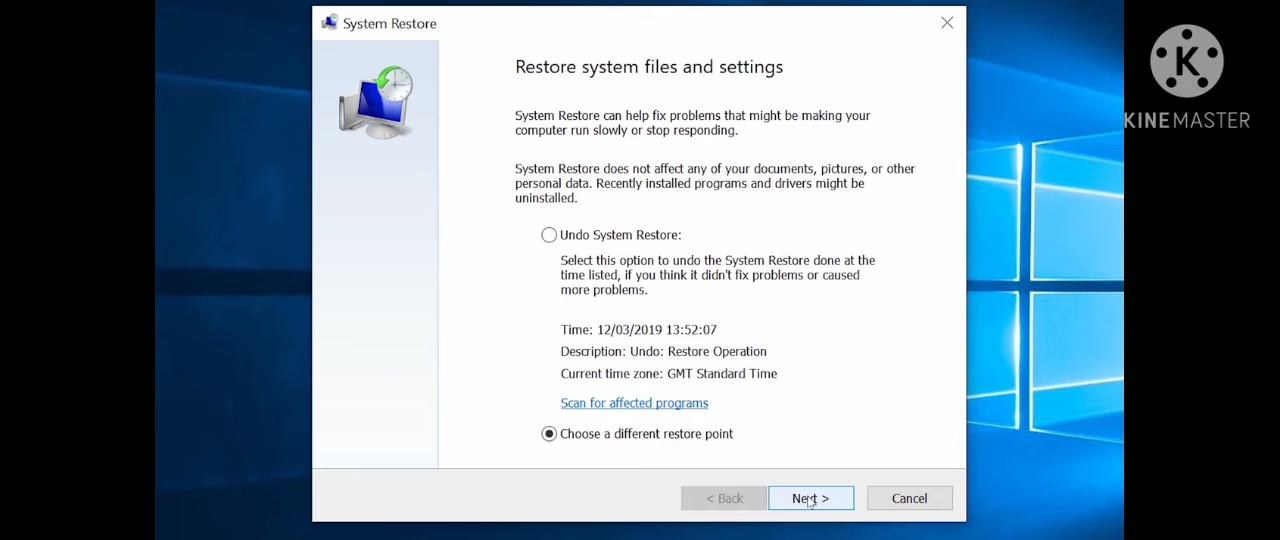 System Restore
K
KINEMASTER
Restore system files and settings
System Restore can help fix problems that might be making your
computer run slowly or stop responding.
System Restore does not affect any of your documents, pictures, or other
personal data. Recently installed programs and drivers might be
uninstalled.
Undo System Restore:
Select this option to undo the System Restore done at the
time listed, if you think it didn't fix problems or caused
more problems.
Time: 12/03/2019 13:52:07
Description: Undo: Restore Operation
Current time zone: GMT Standard Time
Scan for affected programs
Choose a different restore point
< Back
Next >
Cancel